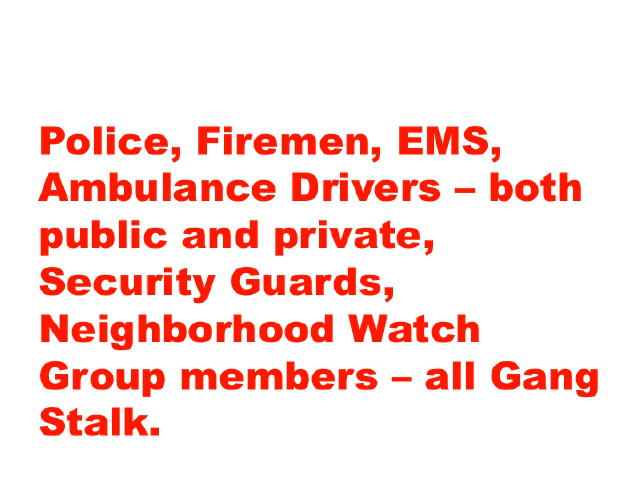 Police, Firemen, EMS,
Ambulance Drivers – both
public and private,
Security Guards,
Neighborhood Watch
Group members – all Gang
Stalk.